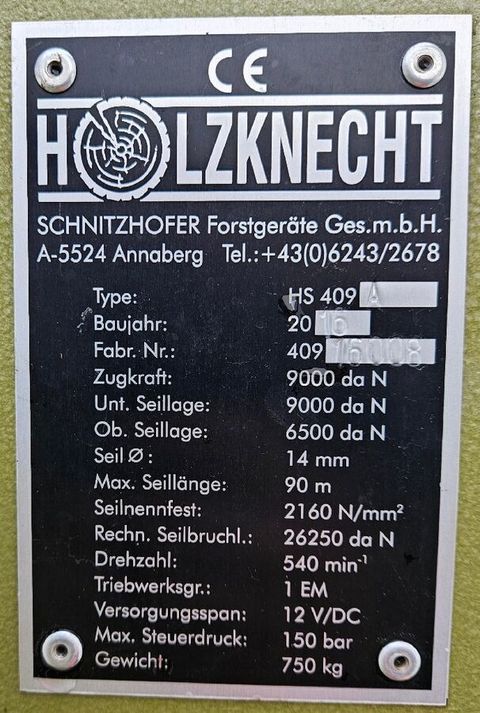 CE
HOLZKNECHT
SCHNITZHOFER Forstgeräte Ges.m.b.H.
A-5524 Annaberg Tel.:+43(0)6243/2678
Type: HS 409 A
Baujahr: 20 16
Fabr. Nr.: 409 16008
Zugkraft: 9000 da N
Unt. Seillage: 9000 da N
Ob. Seillage: 6500 da N
Seil Ø : 14 mm
Max. Seillänge: 90 m
Seilnennfest: 2160 N/mm²
Rechn. Seilbruchl.: 26250 da N
Drehzahl: 540 min⁻¹
Triebwerksgr.: 1 EM
Versorgungsspan: 12 V/DC
Max. Steuerdruck: 150 bar
Gewicht: 750 kg